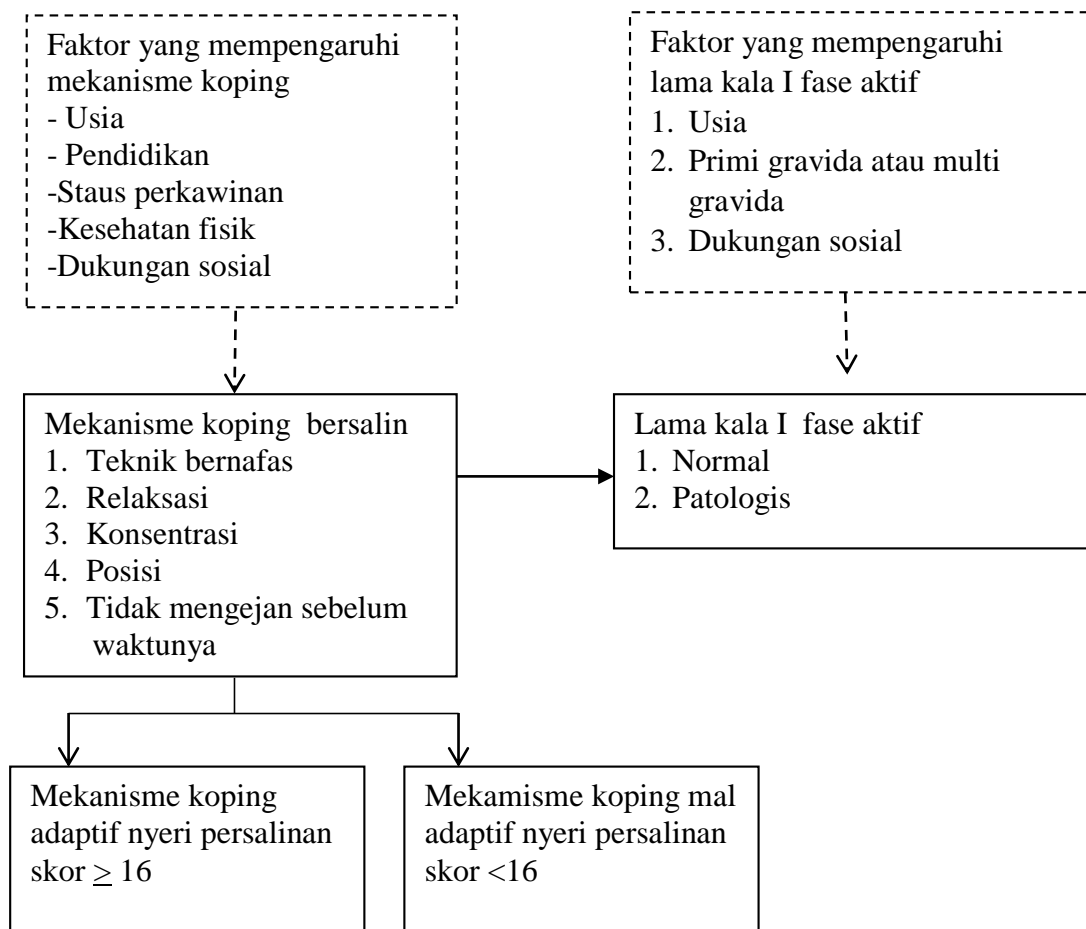 Faktor yang mempengaruhi
mekanisme koping
- Usia
- Pendidikan
-Staus perkawinan
-Kesehatan fisik
-Dukungan sosial
Faktor yang mempengaruhi
lama kala I fase aktif
1. Usia
2. Primi gravida atau multi
gravida
3. Dukungan sosial
Mekanisme koping bersalin
1. Teknik bernafas
2. Relaksasi
3. Konsentrasi
4. Posisi
5. Tidak mengejan sebelum
waktunya
Lama kala I fase aktif
1. Normal
2. Patologis
Mekanisme koping
adaptif nyeri persalinan
skor ≥ 16
Mekamisme koping mal
adaptif nyeri persalinan
skor <16